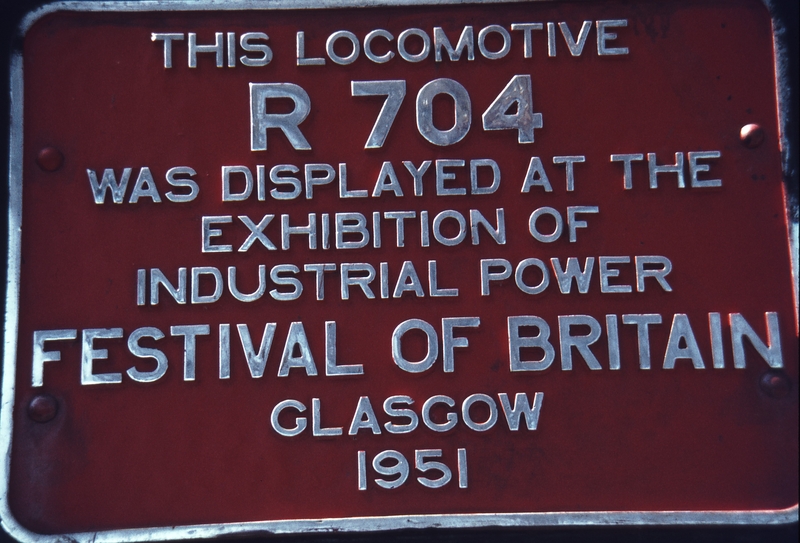 THIS LOCOMOTIVE
R 704
WAS DISPLAYED AT THE
EXHIBITION OF
INDUSTRIAL POWER
FESTIVAL OF BRITAIN
GLASGOW
1951